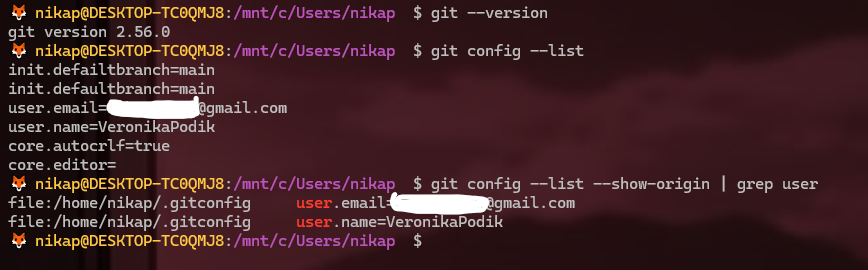 nikap@DESKTOP-TC0QMJ8:/mnt/c/Users/nikap $ git --version
git version 2.56.0
nikap@DESKTOP-TC0QMJ8:/mnt/c/Users/nikap $ git config --list
init.defailtbranch=main
init.defaultbranch=main
user.email=@gmail.com
user.name=VeronikaPodik
core.autocrlf=true
core.editor=
nikap@DESKTOP-TC0QMJ8:/mnt/c/Users/nikap $ git config --list --show-origin | grep user
file:/home/nikap/.gitconfig user.email=@gmail.com
file:/home/nikap/.gitconfig user.name=VeronikaPodik
nikap@DESKTOP-TC0QMJ8:/mnt/c/Users/nikap $